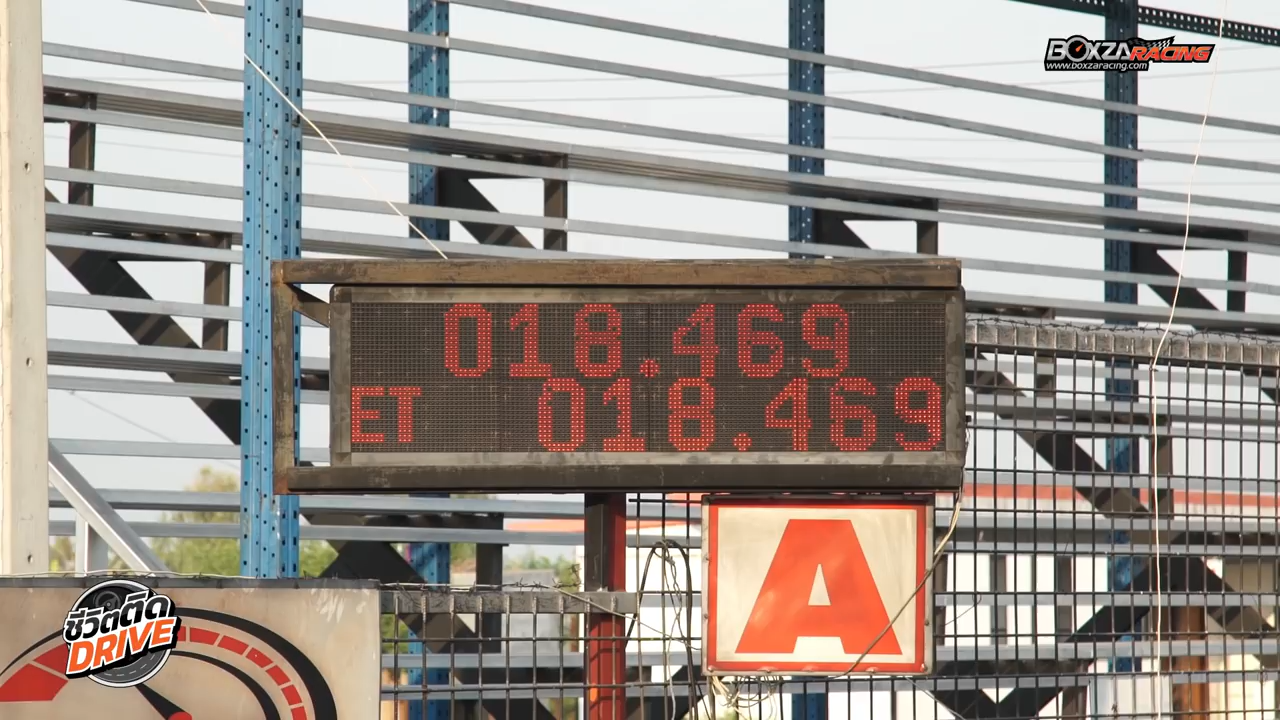 BOXZA RACING
www.boxzaracing.com
018.469
ET 018.469
A
ชีวิตติด
DRIVE